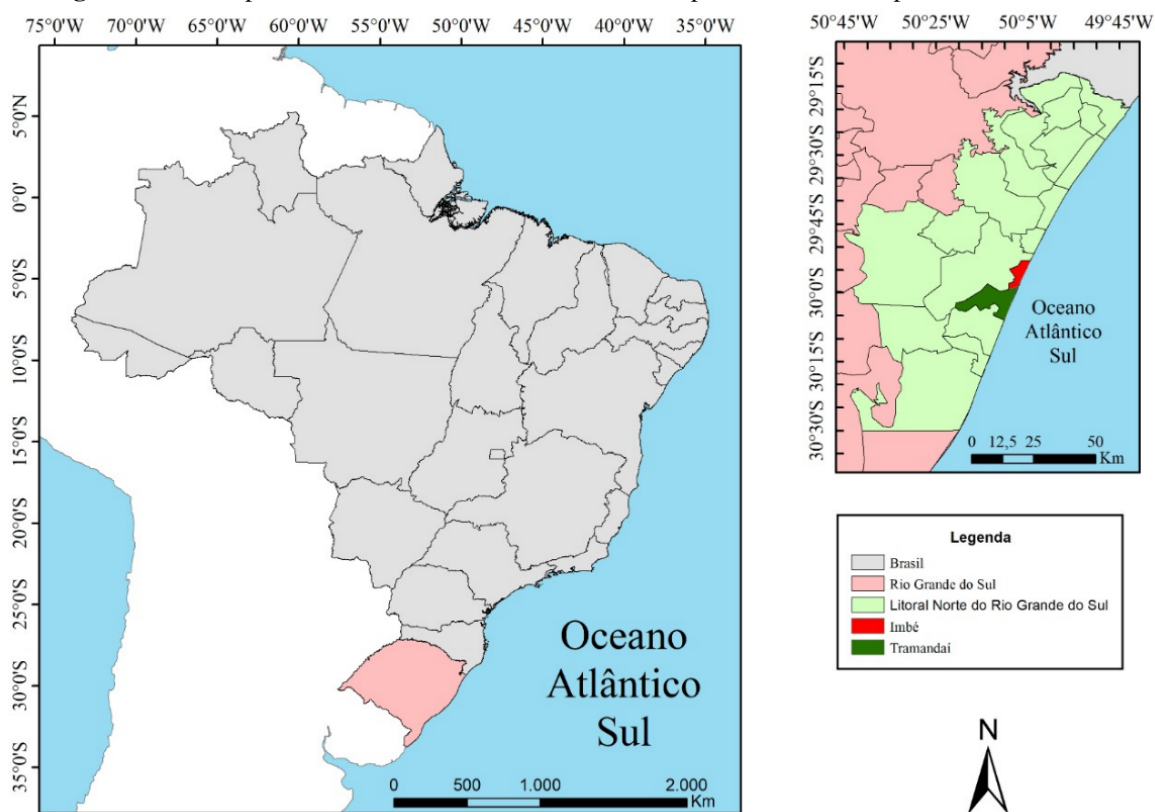 75°0'W 70°0'W 65°0'W 60°0'W 55°0'W 50°0'W 45°0'W 40°0'W 35°0'W
5°0'N
0°0'
5°0'S
10°0'S
15°0'S
20°0'S
25°0'S
30°0'S
35°0'S
Oceano
Atlântico
Sul
0 500 1.000 2.000
Km
50°45'W 50°25'W 50°5'W 49°45'W
29°15'S
29°30'S
29°45'S
30°0'S
30°15'S
30°30'S
Oceano
Atlântico
Sul
0 12,5 25 50
Km
Legenda
Brasil
Rio Grande do Sul
Litoral Norte do Rio Grande do Sul
Imbé
Tramandaí
N